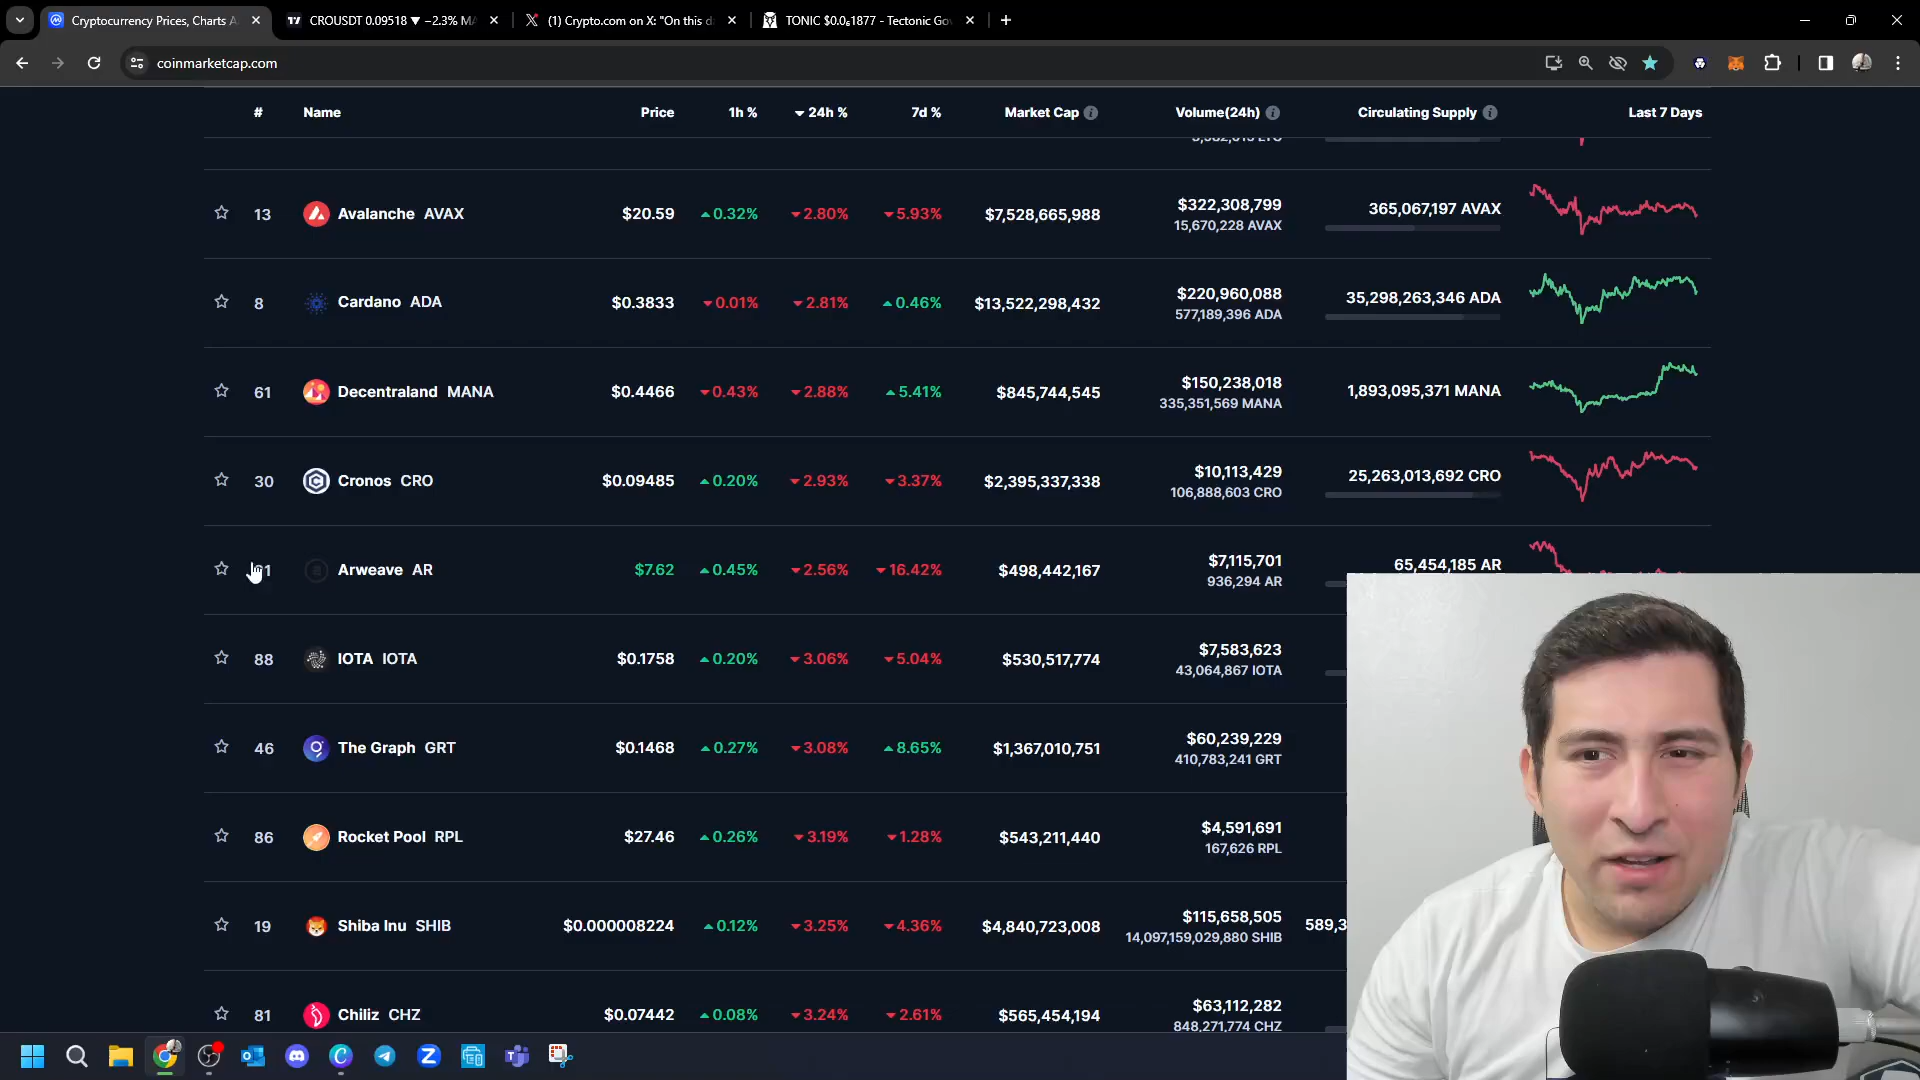 Cryptocurrency Prices, Charts A
CROUSDT 0.09518 ▼ −2.3% MA
(1) Crypto.com on X: "On this d
TONIC $0.0₆1877 - Tectonic Go
coinmarketcap.com
# Name Price 1h % 24h % 7d % Market Cap Volume(24h) Circulating Supply Last 7 Days
13 Avalanche AVAX $20.59 0.32% 2.80% 5.93% $7,528,665,988 $322,308,799 365,067,197 AVAX
15,670,228 AVAX
8 Cardano ADA $0.3833 0.01% 2.81% 0.46% $13,522,298,432 $220,960,088 35,298,263,346 ADA
577,189,396 ADA
61 Decentraland MANA $0.4466 0.43% 2.88% 5.41% $845,744,545 $150,238,018 1,893,095,371 MANA
335,351,569 MANA
30 Cronos CRO $0.09485 0.20% 2.93% 3.37% $2,395,337,338 $10,113,429 25,263,013,692 CRO
106,888,603 CRO
Arweave AR $7.62 0.45% 2.56% 16.42% $498,442,167 $7,115,701 65,454,185 AR
936,294 AR
88 IOTA IOTA $0.1758 0.20% 3.06% 5.04% $530,517,774 $7,583,623
43,064,867 IOTA
46 The Graph GRT $0.1468 0.27% 3.08% 8.65% $1,367,010,751 $60,239,229
410,783,241 GRT
86 Rocket Pool RPL $27.46 0.26% 3.19% 1.28% $543,211,440 $4,591,691
167,626 RPL
19 Shiba Inu SHIB $0.000008224 0.12% 3.25% 4.36% $4,840,723,008 $115,658,505 589,3
14,097,159,029,880 SHIB
81 Chiliz CHZ $0.07442 0.08% 3.24% 2.61% $565,454,194 $63,112,282
848,271,774 CHZ